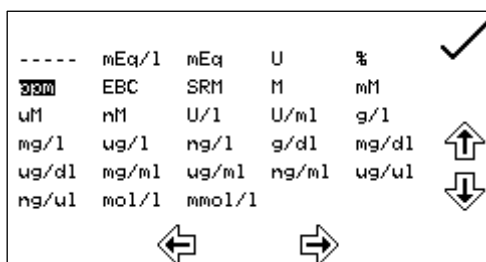 ----- mEq/l mEq U %
ppm EBC SRM M mM
uM nM U/l U/ml g/l
mg/l ug/l ng/l g/dl mg/dl
ug/dl mg/ml ug/ml ng/ml ug/ul
ng/ul mol/l mmol/l